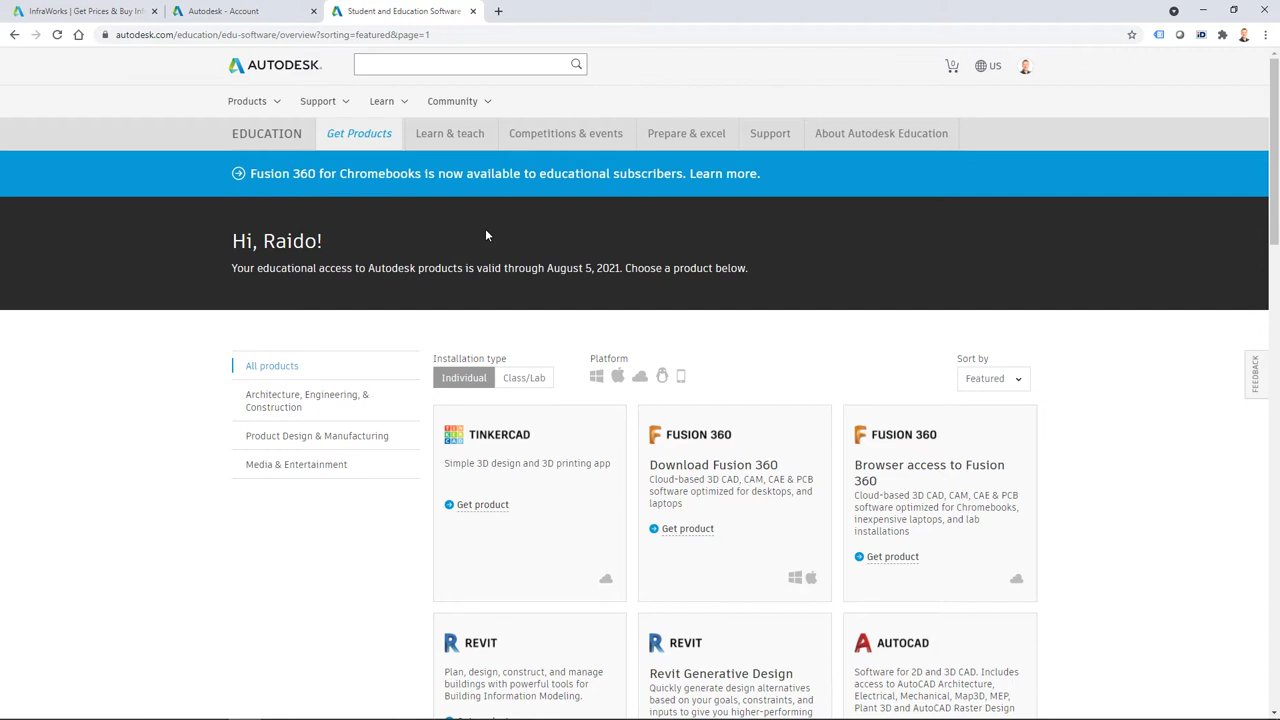 InfraWorks | Get Prices & Buy Inf
Autodesk - Account
Student and Education Software
autodesk.com/education/edu-software/overview?sorting=featured&page=1
AUTODESK.
0
US
Products
Support
Learn
Community
EDUCATION
Get Products
Learn & teach
Competitions & events
Prepare & excel
Support
About Autodesk Education
Fusion 360 for Chromebooks is now available to educational subscribers. Learn more.
Hi, Raido!
Your educational access to Autodesk products is valid through August 5, 2021. Choose a product below.
All products
Architecture, Engineering, &
Construction
Product Design & Manufacturing
Media & Entertainment
Installation type
Individual
Class/Lab
Platform
Sort by
Featured
FEEDBACK
TINKERCAD
Simple 3D design and 3D printing app
Get product
FUSION 360
Download Fusion 360
Cloud-based 3D CAD, CAM, CAE & PCB
software optimized for desktops, and
laptops
Get product
FUSION 360
Browser access to Fusion
360
Cloud-based 3D CAD, CAM, CAE & PCB
software optimized for Chromebooks,
inexpensive laptops, and lab
installations
Get product
REVIT
Plan, design, construct, and manage
buildings with powerful tools for
Building Information Modeling.
REVIT
Revit Generative Design
Quickly generate design alternatives
based on your goals, constraints, and
inputs to give you higher-performing
AUTOCAD
Software for 2D and 3D CAD. Includes
access to AutoCAD Architecture,
Electrical, Mechanical, Map3D, MEP,
Plant 3D and AutoCAD Raster Design